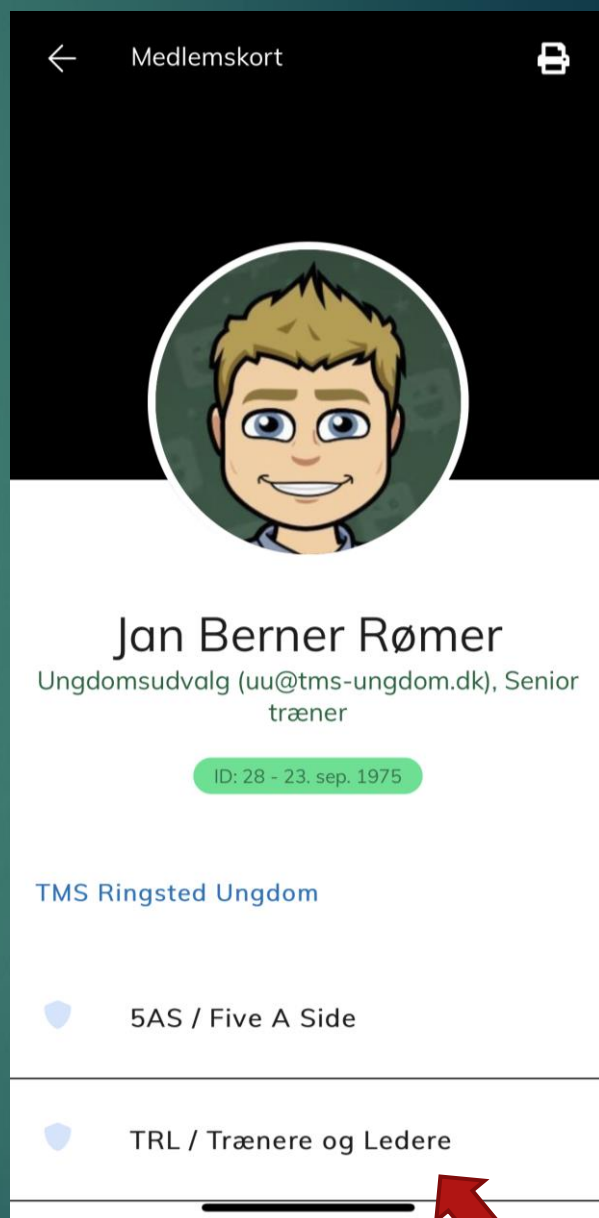 Medlemskort
Jan Berner Rømer
Ungdomsudvalg (uu@tms-ungdom.dk), Senior
træner
ID: 28 - 23. sep. 1975
TMS Ringsted Ungdom
5AS / Five A Side
TRL / Trænere og Ledere